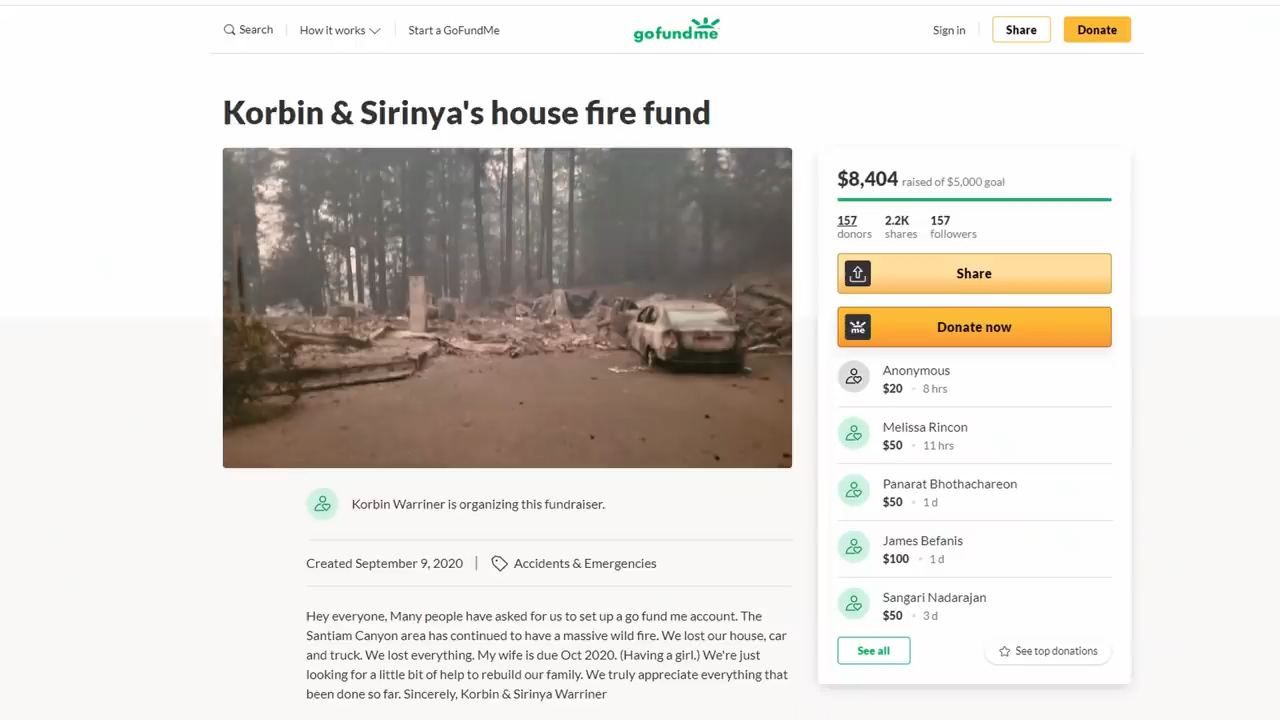 Search
How it works
Start a GoFundMe
gofundme
Sign in
Share
Donate
Korbin & Sirinya's house fire fund
$8,404 raised of $5,000 goal
157 2.2K 157
donors shares followers
Share
me
Donate now
Anonymous
$20 • 8 hrs
Melissa Rincon
$50 • 11 hrs
Panarat Bhothachareon
$50 • 1 d
James Befanis
$100 • 1 d
Sangari Nadarajan
$50 • 3 d
See all
See top donations
Korbin Warriner is organizing this fundraiser.
Created September 9, 2020 | Accidents & Emergencies
Hey everyone, Many people have asked for us to set up a go fund me account. The
Santiam Canyon area has continued to have a massive wild fire. We lost our house, car
and truck. We lost everything. My wife is due Oct 2020. (Having a girl.) We're just
looking for a little bit of help to rebuild our family. We truly appreciate everything that
been done so far. Sincerely, Korbin & Sirinya Warriner